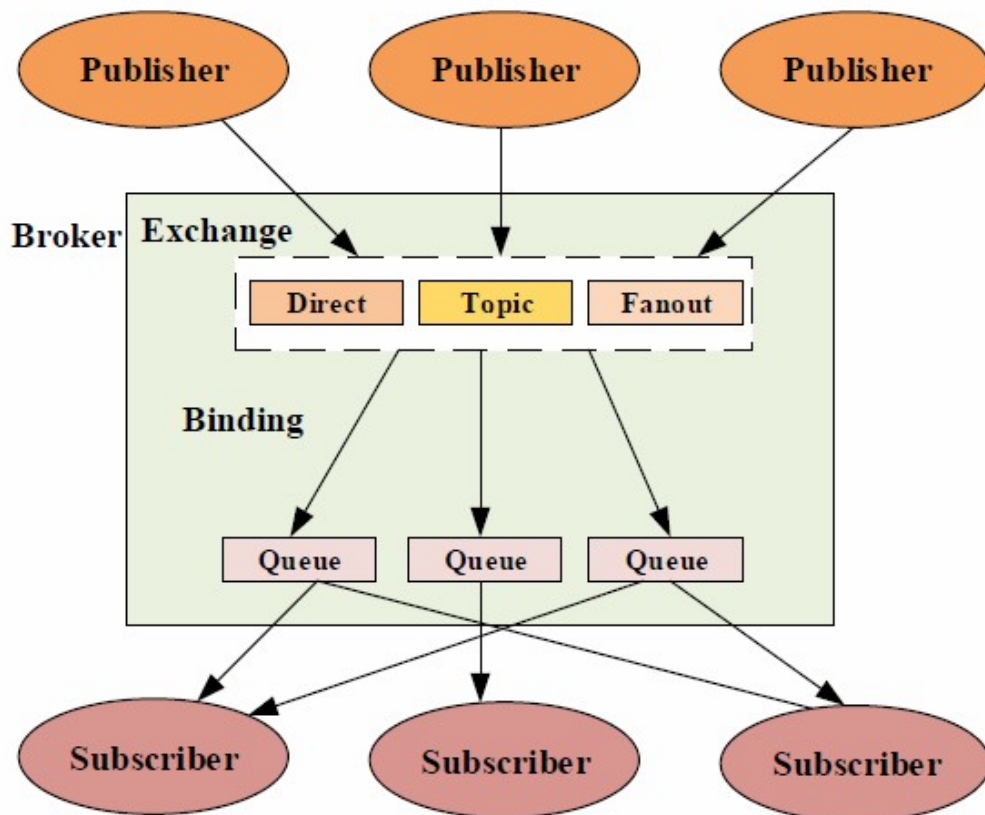 Publisher
Publisher
Publisher
Broker
Exchange
Direct
Topic
Fanout
Binding
Queue
Queue
Queue
Subscriber
Subscriber
Subscriber